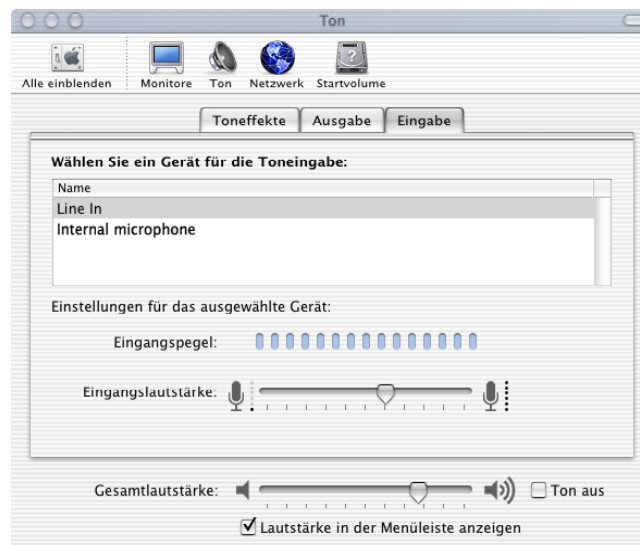 Ton
Alle einblenden Monitore Ton Netzwerk Startvolume
Toneffekte Ausgabe Eingabe
Wählen Sie ein Gerät für die Toneingabe:
Name
Line In
Internal microphone
Einstellungen für das ausgewählte Gerät:
Eingangspegel:
Eingangslautstärke:
Gesamtlautstärke: Ton aus
Lautstärke in der Menüleiste anzeigen